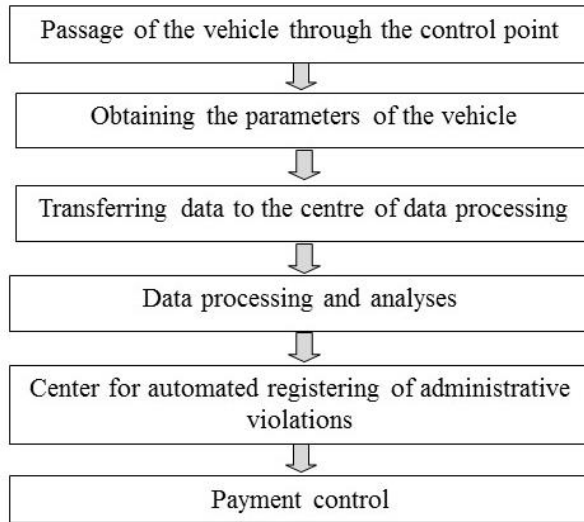 Passage of the vehicle through the control point
Obtaining the parameters of the vehicle
Transferring data to the centre of data processing
Data processing and analyses
Center for automated registering of administrative
violations
Payment control